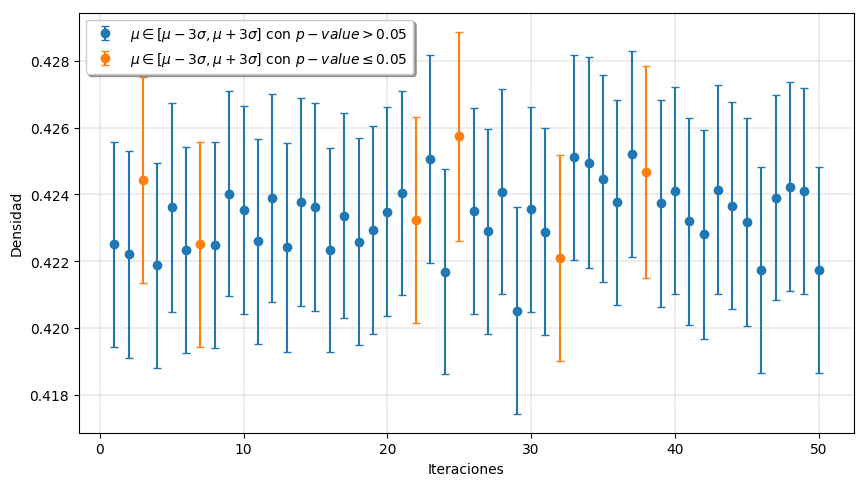 μ ∈ [μ − 3σ, μ + 3σ] con p − value > 0.05
μ ∈ [μ − 3σ, μ + 3σ] con p − value ≤ 0.05
Densidad
0.428
0.426
0.424
0.422
0.420
0.418
0 10 20 30 40 50
Iteraciones